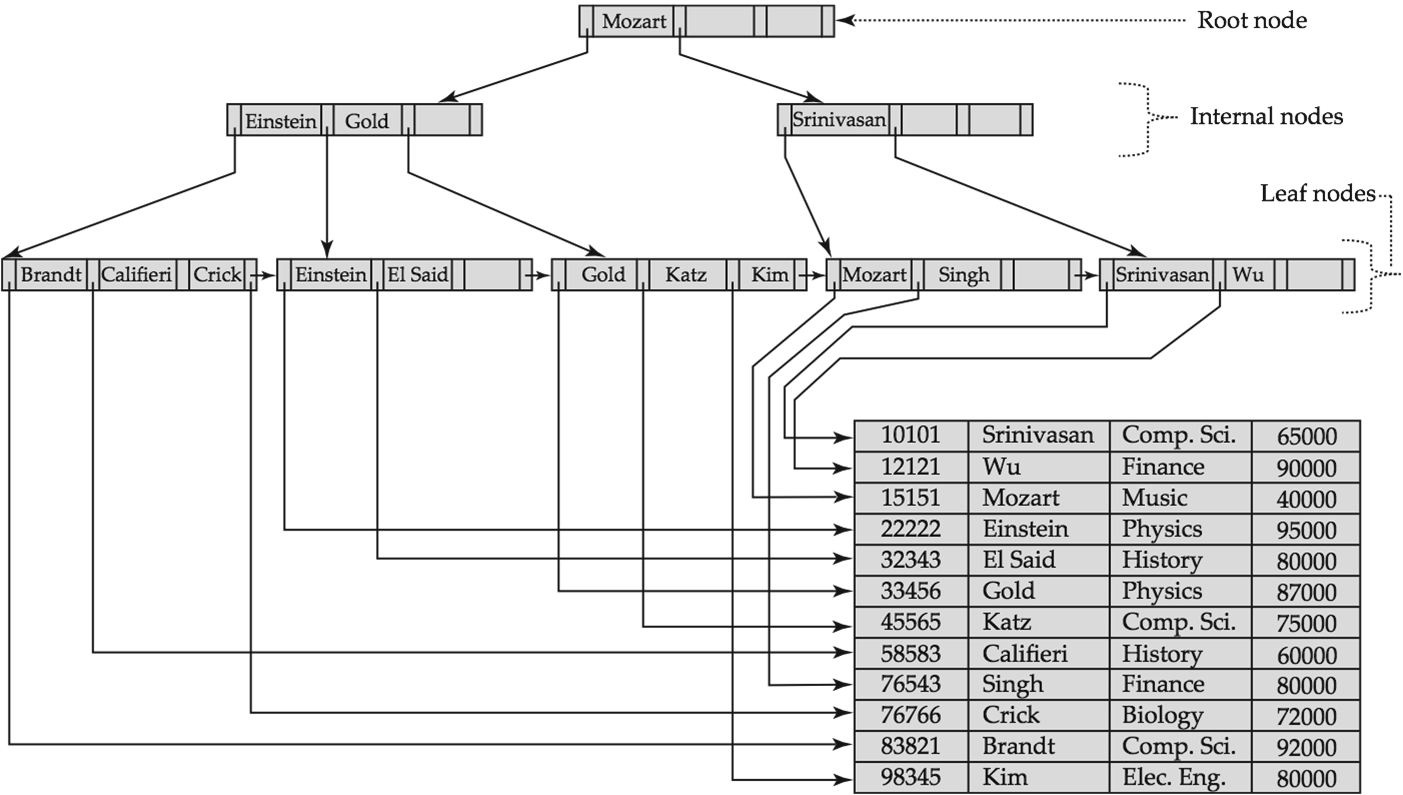 Mozart
Root node
Einstein Gold
Srinivasan
Internal nodes
Leaf nodes
Brandt Califieri Crick Einstein El Said Gold Katz Kim Mozart Singh Srinivasan Wu
10101 Srinivasan Comp. Sci. 65000
12121 Wu Finance 90000
15151 Mozart Music 40000
22222 Einstein Physics 95000
32343 El Said History 80000
33456 Gold Physics 87000
45565 Katz Comp. Sci. 75000
58583 Califieri History 60000
76543 Singh Finance 80000
76766 Crick Biology 72000
83821 Brandt Comp. Sci. 92000
98345 Kim Elec. Eng. 80000